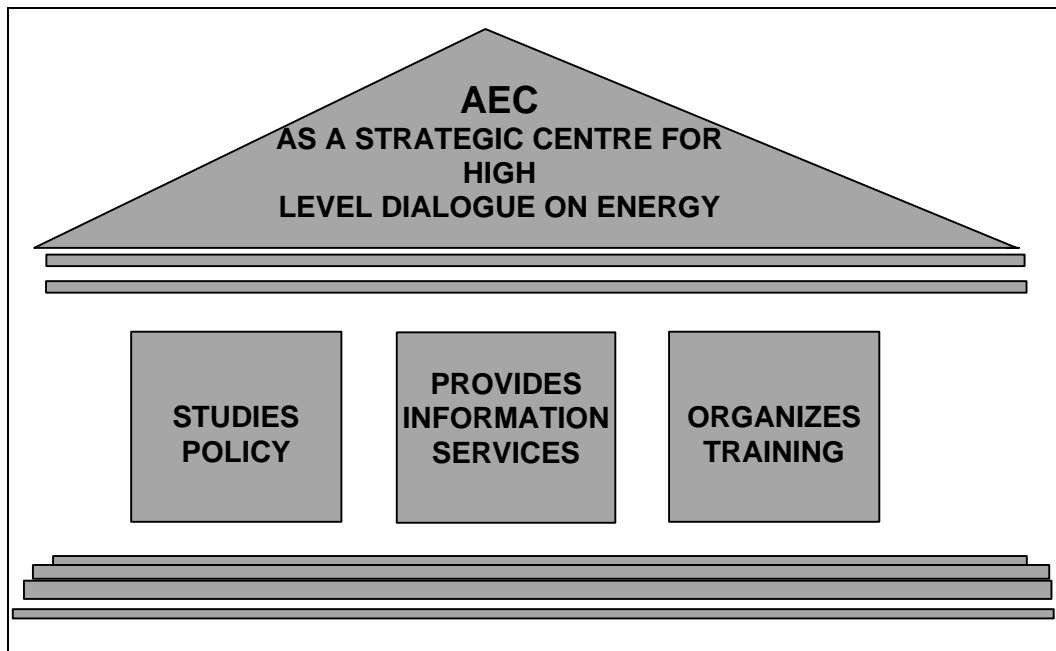 AEC
AS A STRATEGIC CENTRE FOR
HIGH
LEVEL DIALOGUE ON ENERGY
STUDIES
POLICY
PROVIDES
INFORMATION
SERVICES
ORGANIZES
TRAINING